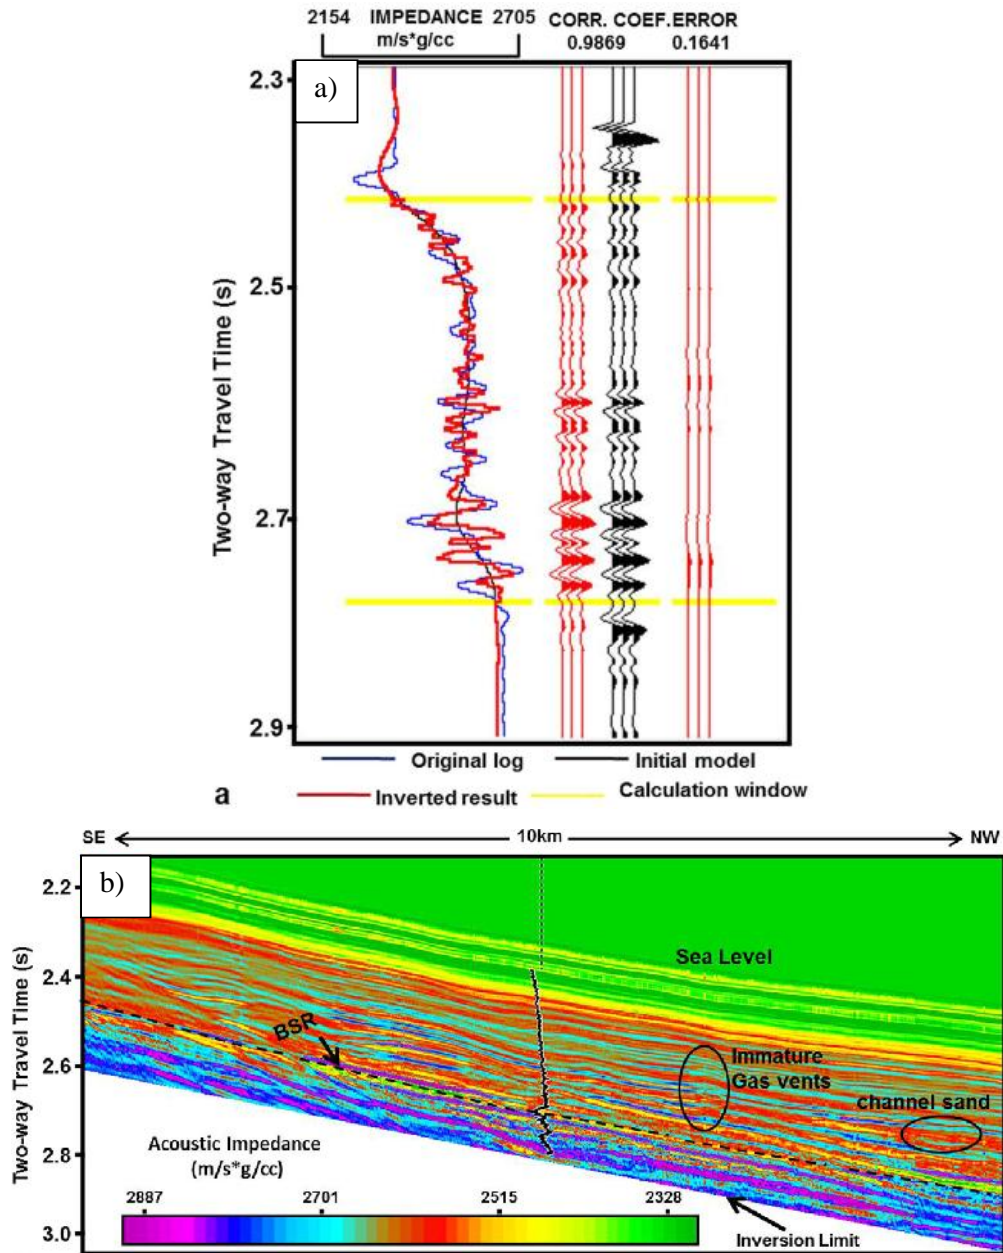 2154 IMPEDANCE 2705 CORR. COEF. ERROR
m/s*g/cc 0.9869 0.1641
a)
2.3
2.5
2.7
2.9
Two-way Travel Time (s)
Original log Initial model
a Inverted result Calculation window
SE 10km NW
b)
2.2
2.4
2.6
2.8
3.0
Two-way Travel Time (s)
Sea Level
BSR
Immature
Gas vents
channel sand
Acoustic Impedance
(m/s*g/cc)
2887 2701 2515 2328
Inversion Limit